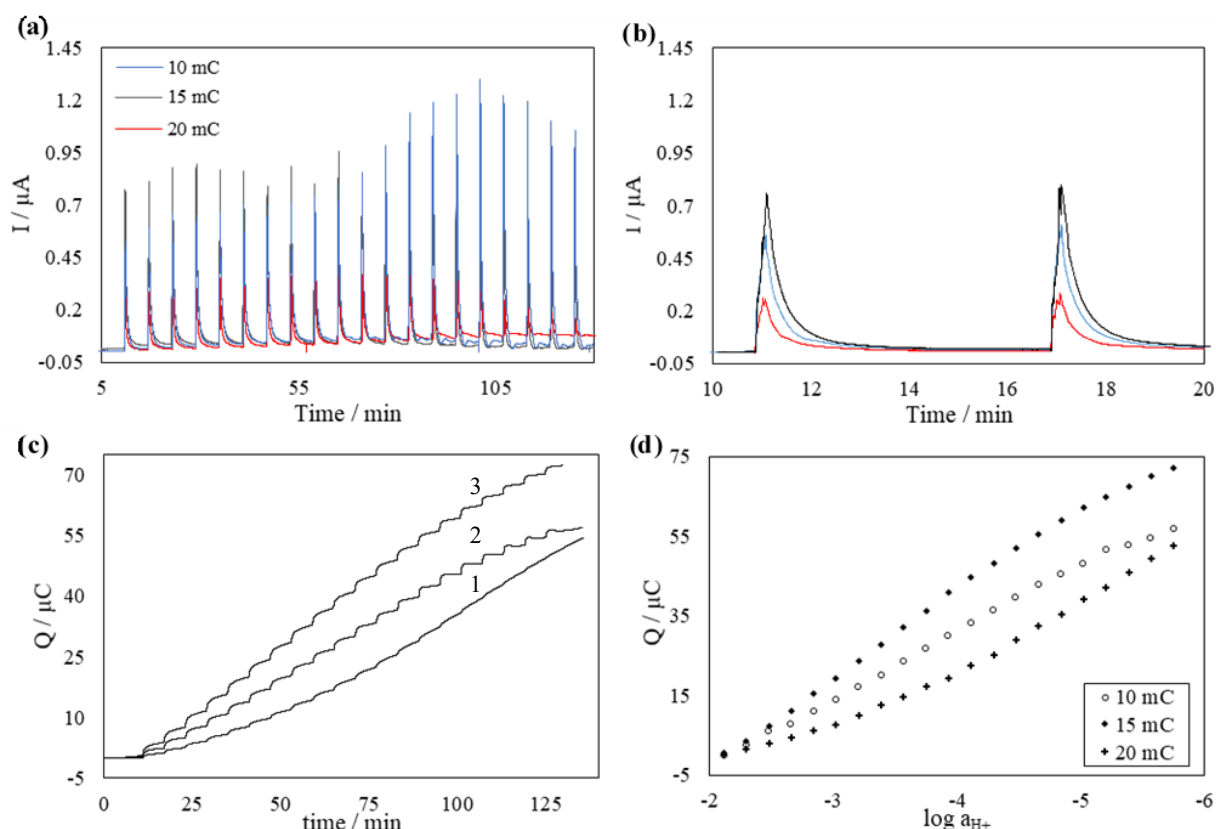 (a)
1.45
1.2
0.95
0.7
0.45
0.2
-0.05
I / µA
10 mC
15 mC
20 mC
5 55 105
Time / min
(b)
1.45
1.2
0.95
0.7
0.45
0.2
-0.05
I / µA
10 12 14 16 18 20
Time / min
(c)
70
55
40
25
10
-5
Q / µC
3
2
1
0 25 50 75 100 125
time / min
(d)
75
55
35
15
-5
Q / µC
10 mC
15 mC
20 mC
-2 -3 -4 -5 -6
log aH+